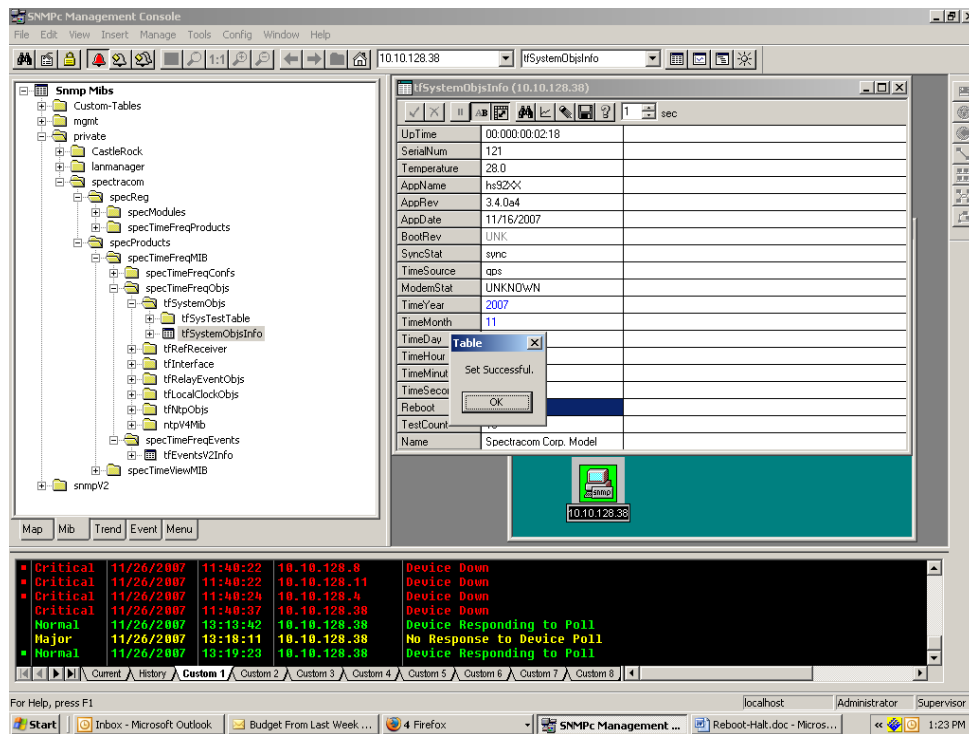 SNMPc Management Console
File Edit View Insert Manage Tools Config Window Help
1:1 10.10.128.38 tfSystemObjsInfo
Snmp Mibs
Custom-Tables
mgmt
private
CastleRock
lanmanager
spectracom
specReg
specModules
specTimeFreqProducts
specProducts
specTimeFreqMIB
specTimeFreqConfs
specTimeFreqObjs
tfSystemObjs
tfSysTestTable
tfSystemObjsInfo
tfRefReceiver
tfInterface
tfRelayEventObjs
tfLocalClockObjs
tfNtpObjs
ntpV4Mib
specTimeFreqEvents
tfEventsV2Info
specTimeViewMIB
snmpV2
Map Mib Trend Event Menu
tfSystemObjsInfo (10.10.128.38)
AB 1 sec
UpTime 00:000:00:02:18
SerialNum 121
Temperature 28.0
AppName hs92XX
AppRev 3.4.0a4
AppDate 11/16/2007
BootRev UNK
SyncStat sync
TimeSource gps
ModemStat UNKNOWN
TimeYear 2007
TimeMonth 11
TimeDay
TimeHour
TimeMinut
TimeSecon
Reboot
TestCount
Name Spectracom Corp. Model
Table
Set Successful.
OK
snmp
10.10.128.38
Critical 11/26/2007 11:40:22 10.10.128.8 Device Down
Critical 11/26/2007 11:40:22 10.10.128.11 Device Down
Critical 11/26/2007 11:40:24 10.10.128.4 Device Down
Critical 11/26/2007 11:40:37 10.10.128.38 Device Down
Normal 11/26/2007 13:13:42 10.10.128.38 Device Responding to Poll
Major 11/26/2007 13:18:11 10.10.128.38 No Response to Device Poll
Normal 11/26/2007 13:19:23 10.10.128.38 Device Responding to Poll
Current History Custom 1 Custom 2 Custom 3 Custom 4 Custom 5 Custom 6 Custom 7 Custom 8
For Help, press F1 localhost Administrator Supervisor
Start Inbox - Microsoft Outlook Budget From Last Week ... 4 Firefox SNMPc Management ... Reboot-Halt.doc - Micros... 1:23 PM